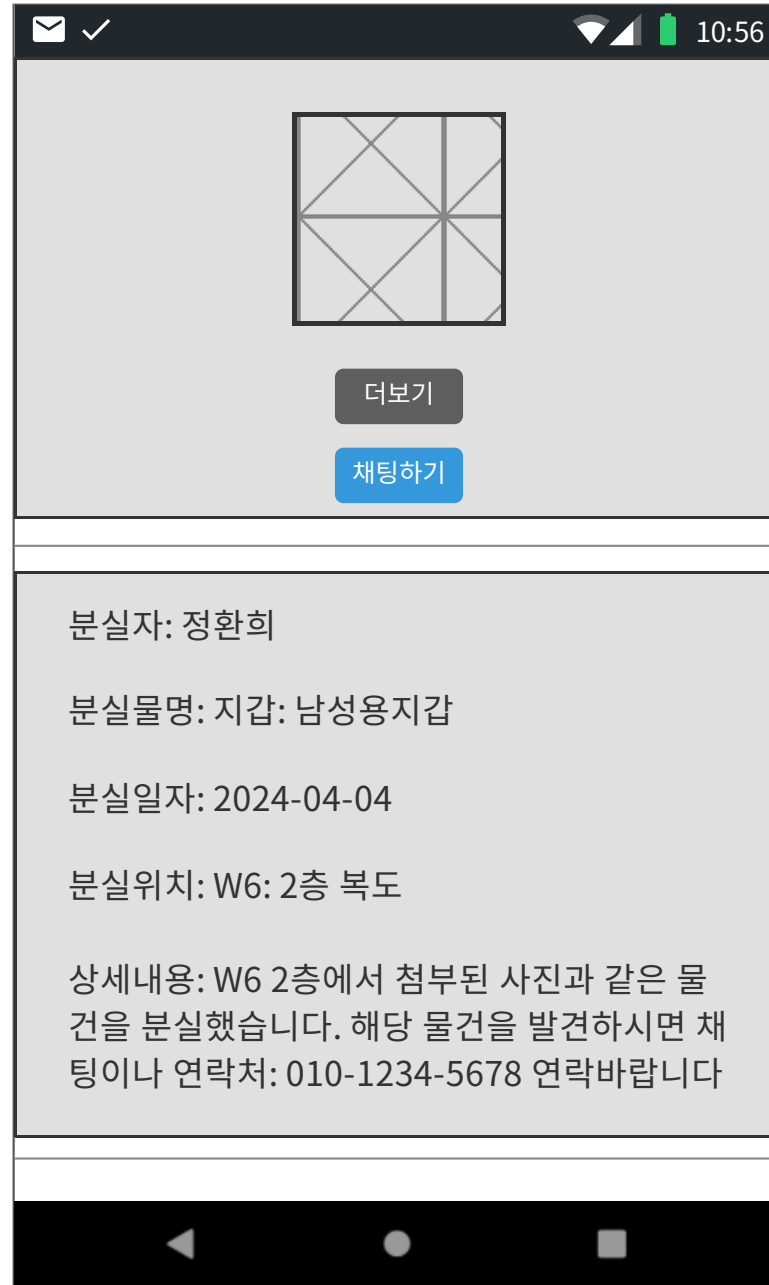 10:56
더보기
채팅하기
분실자: 정환희
분실물명: 지갑: 남성용지갑
분실일자: 2024-04-04
분실위치: W6: 2층 복도
상세내용: W6 2층에서 첨부된 사진과 같은 물
건을 분실했습니다. 해당 물건을 발견하시면 채
팅이나 연락처: 010-1234-5678 연락바랍니다